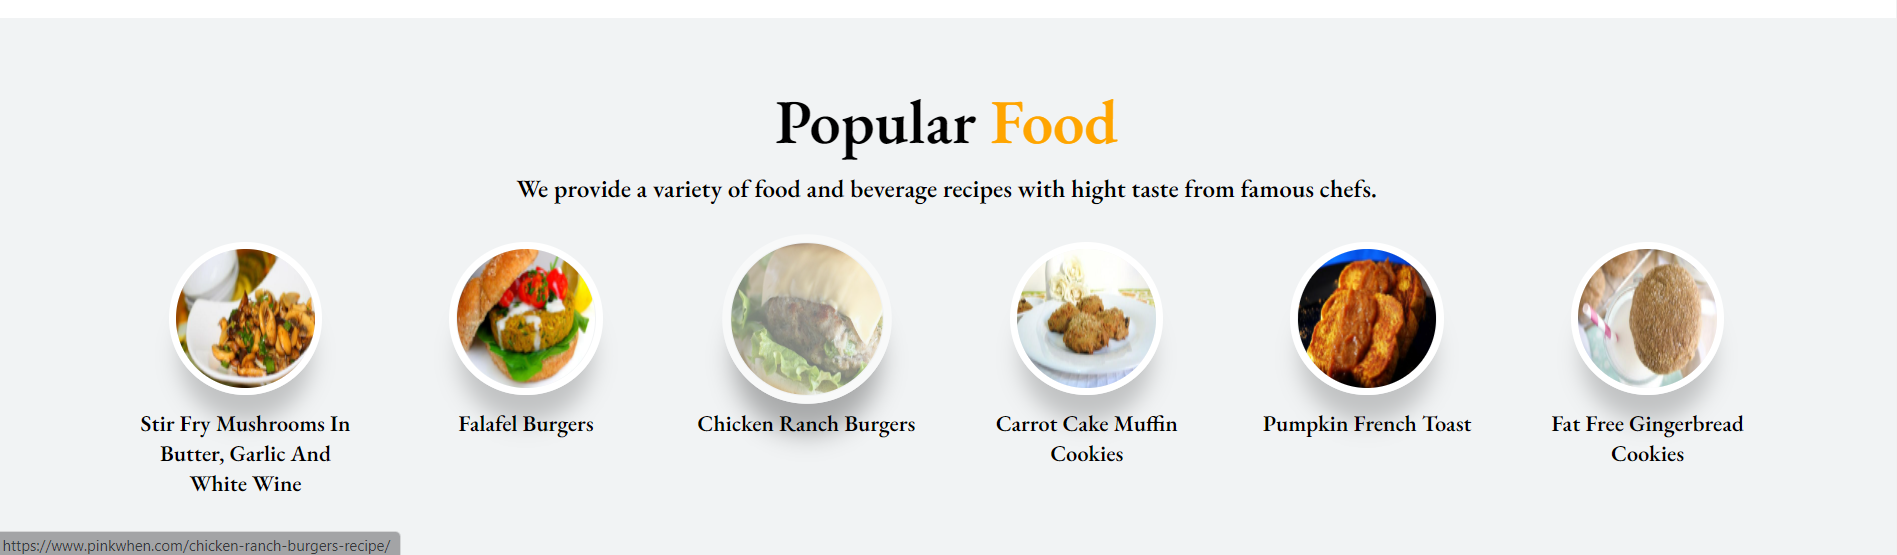 Popular Food
We provide a variety of food and beverage recipes with hight taste from famous chefs.
Stir Fry Mushrooms In
Butter, Garlic And
White Wine
Falafel Burgers
Chicken Ranch Burgers
Carrot Cake Muffin
Cookies
Pumpkin French Toast
Fat Free Gingerbread
Cookies
https://www.pinkwhen.com/chicken-ranch-burgers-recipe/